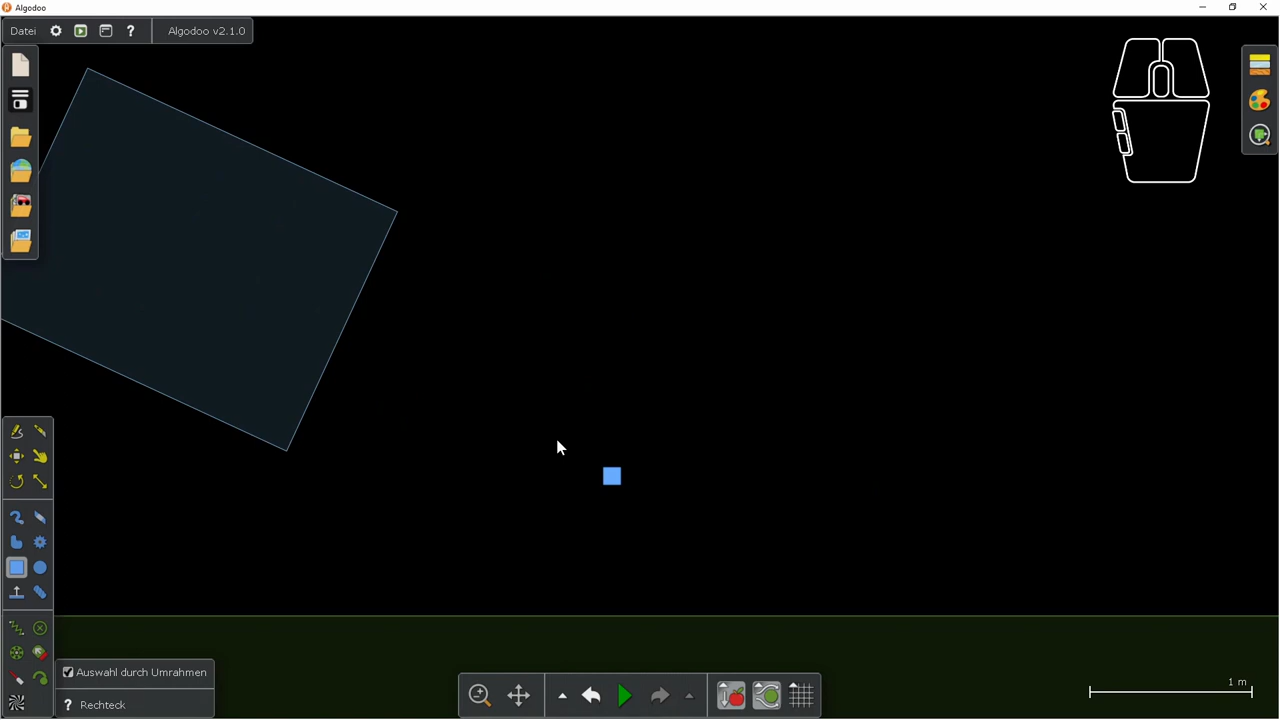 Algodoo
Datei
?
Algodoo v2.1.0
Auswahl durch Umrahmen
? Rechteck
1 m